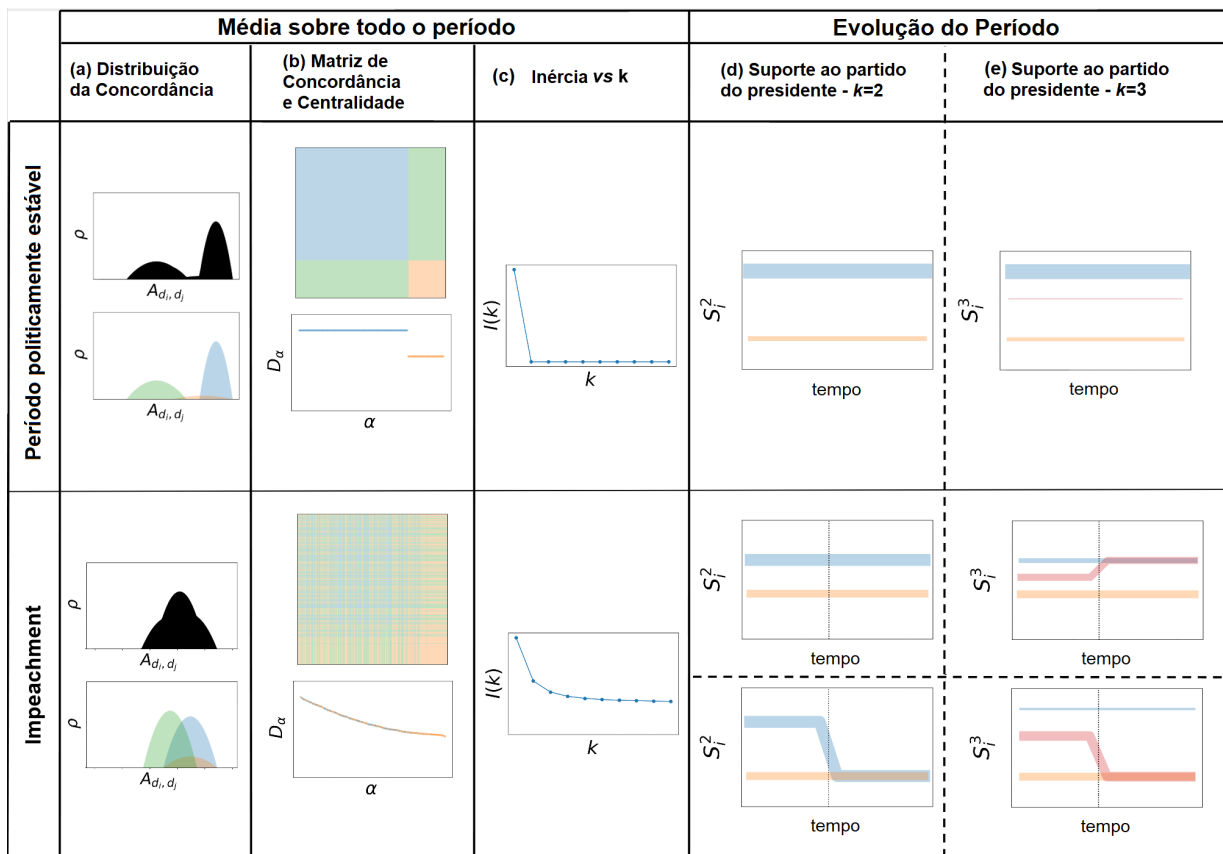 Média sobre todo o período
Evolução do Período
(a) Distribuição
da Concordância
(b) Matriz de
Concordância
e Centralidade
(c) Inércia vs k
(d) Suporte ao partido
do presidente - k=2
(e) Suporte ao partido
do presidente - k=3
Período politicamente estável
ρ
A_{d_i, d_j}
ρ
A_{d_i, d_j}
D_α
α
I(k)
k
S_i^2
tempo
S_i^3
tempo
Impeachment
ρ
A_{d_i, d_j}
ρ
A_{d_i, d_j}
D_α
α
I(k)
k
S_i^2
tempo
S_i^3
tempo
S_i^2
tempo
S_i^3
tempo